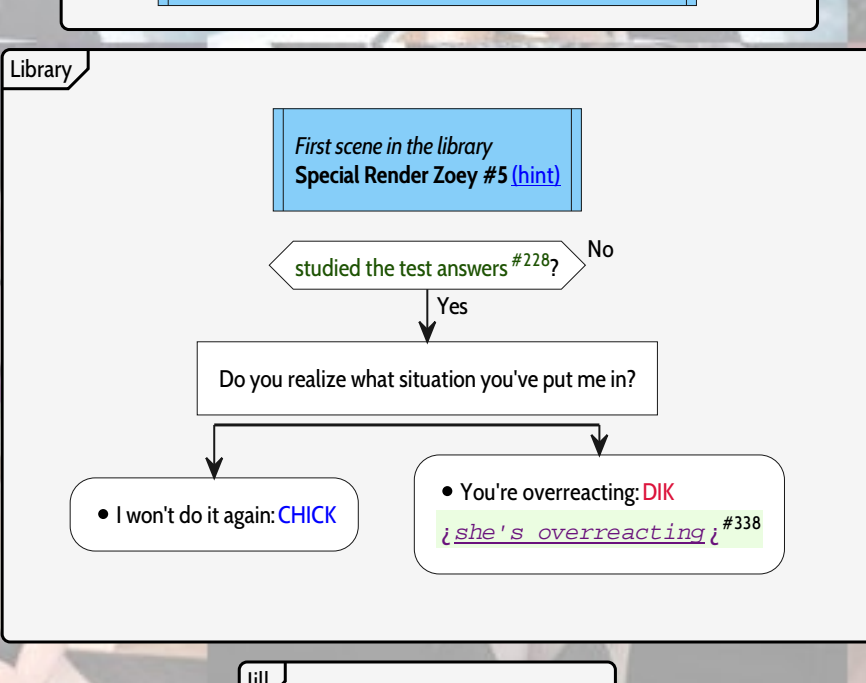 Library
First scene in the library
Special Render Zoey #5 (hint)
studied the test answers #228?
No
Yes
Do you realize what situation you've put me in?
• I won't do it again: CHICK
• You're overreacting: DIK
¿she's overreacting¿ #338
Jill